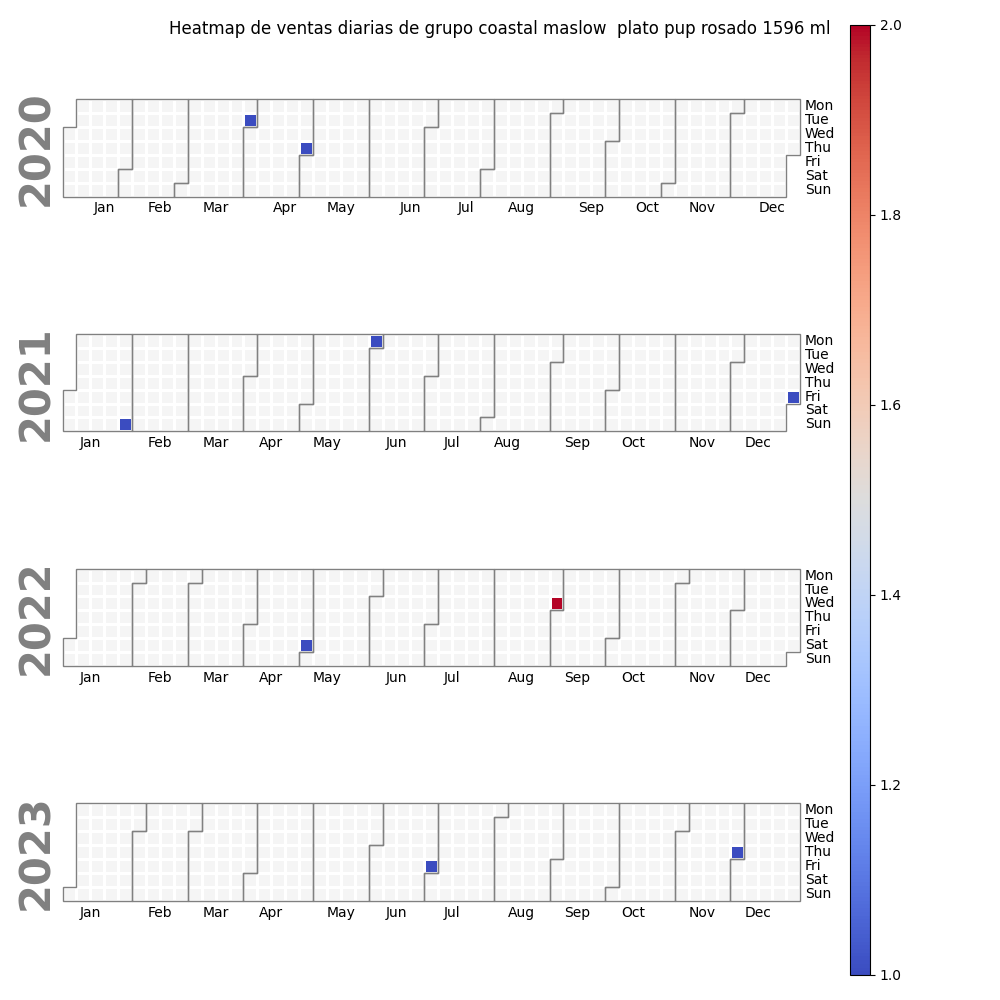 Heatmap de ventas diarias de grupo coastal maslow  plato pup rosado 1596 ml
2020
Mon
Tue
Wed
Thu
Fri
Sat
Sun
Jan Feb Mar Apr May Jun Jul Aug Sep Oct Nov Dec
2021
Mon
Tue
Wed
Thu
Fri
Sat
Sun
Jan Feb Mar Apr May Jun Jul Aug Sep Oct Nov Dec
2022
Mon
Tue
Wed
Thu
Fri
Sat
Sun
Jan Feb Mar Apr May Jun Jul Aug Sep Oct Nov Dec
2023
Mon
Tue
Wed
Thu
Fri
Sat
Sun
Jan Feb Mar Apr May Jun Jul Aug Sep Oct Nov Dec
2.0
1.8
1.6
1.4
1.2
1.0